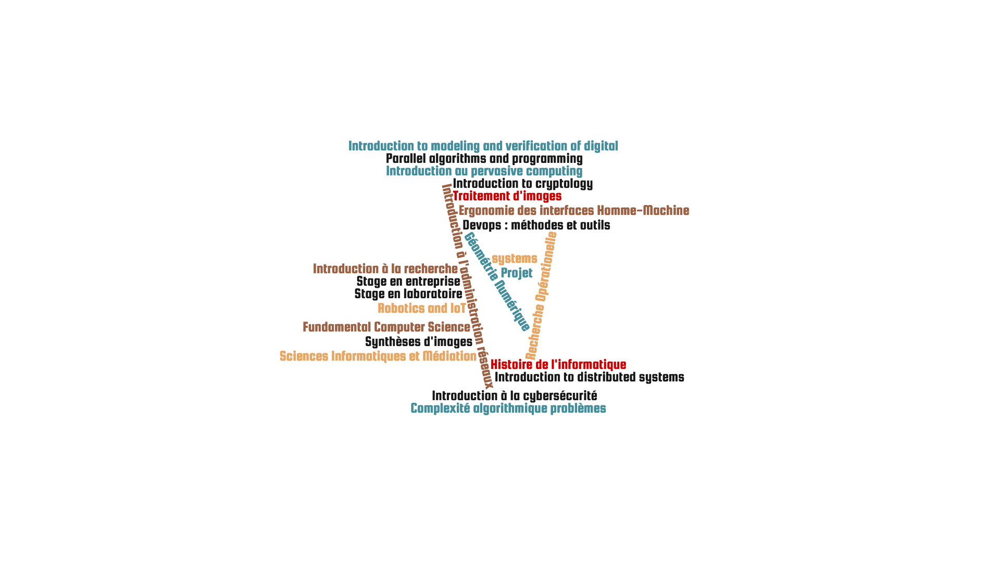 Introduction to modeling and verification of digital
Parallel algorithms and programming
Introduction au pervasive computing
Introduction to cryptology
Traitement d'images
Ergonomie des interfaces Homme-Machine
Devops : méthodes et outils
Introduction à l'administration réseaux
Géométrie Numérique
Recherche Opérationelle
systems
Projet
Introduction à la recherche
Stage en entreprise
Stage en laboratoire
Robotics and IoT
Fundamental Computer Science
Synthèses d'images
Sciences Informatiques et Médiation
Histoire de l'informatique
Introduction to distributed systems
Introduction à la cybersécurité
Complexité algorithmique problèmes